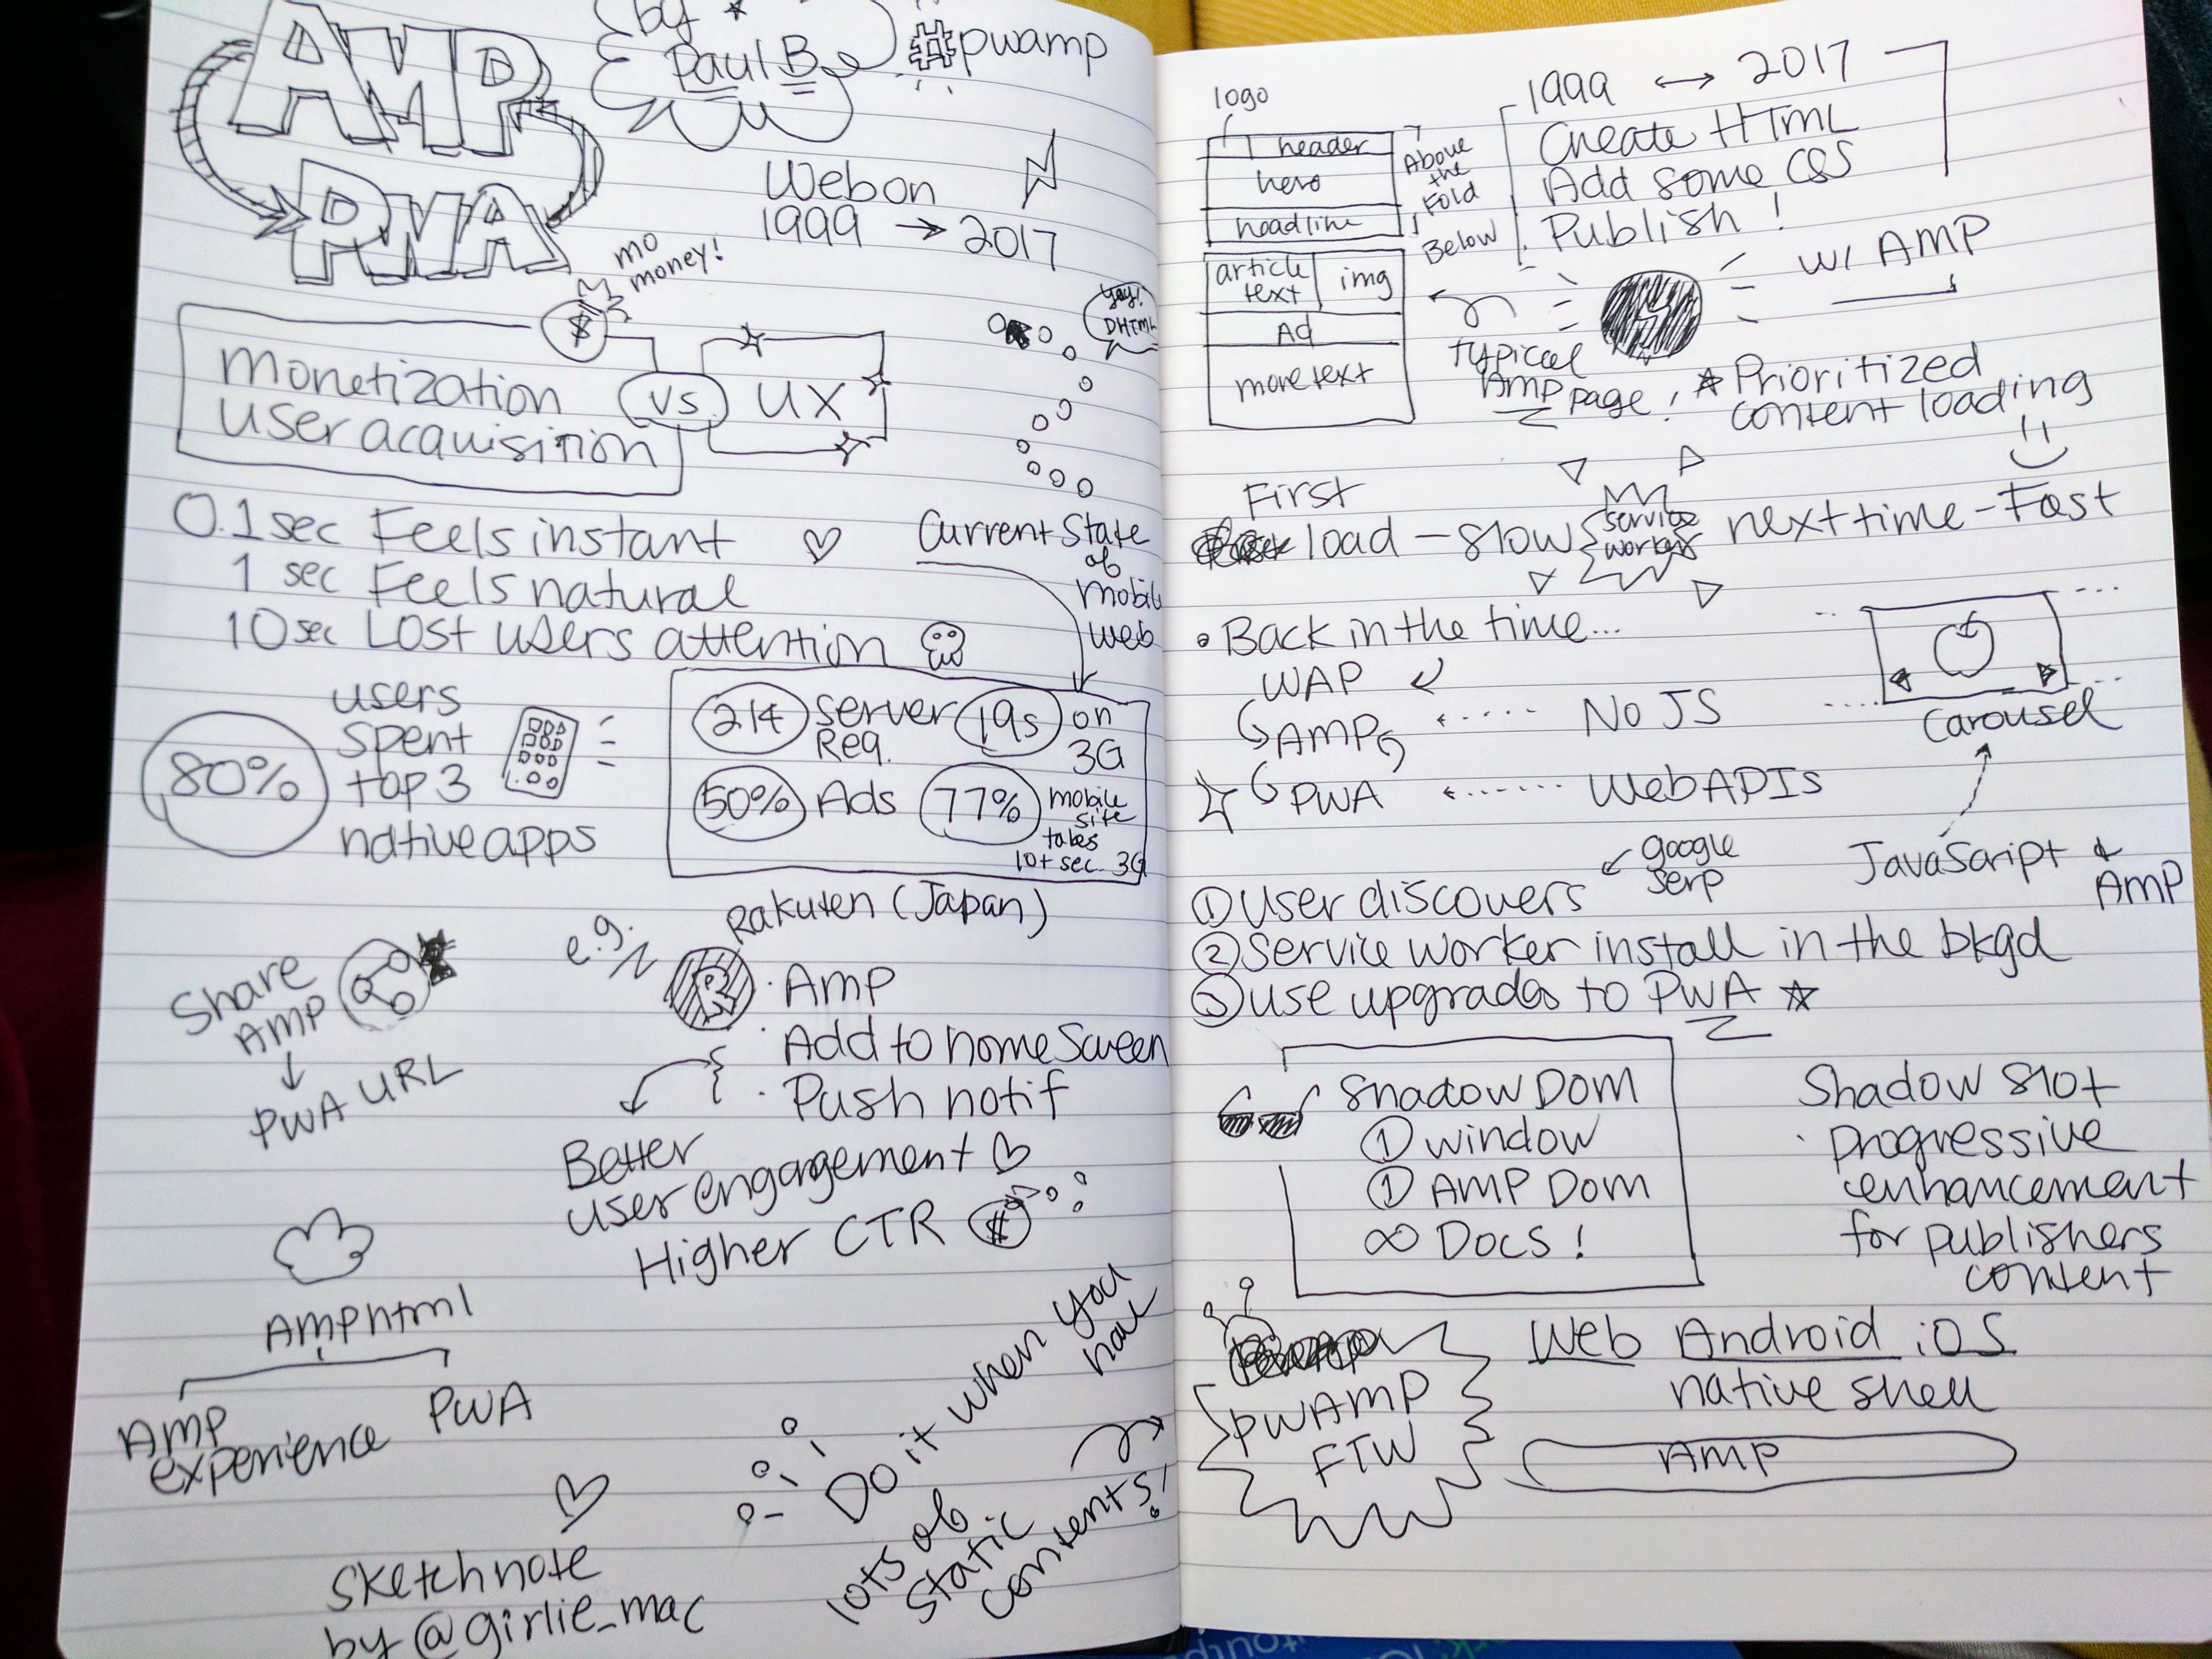 AMP
PWA
by
Paul B
#pwamp
Web on
1999 → 2017
mo
money!
$
Monetization
user acquisition
vs
UX
yay!
DHTML
0.1 sec Feels instant
1 sec Feels natural
10 sec Lost users attention
Current State
of
mobile
web
80%
users
spent
top 3
native apps
214 server Req.
19s on 3G
50% Ads
77% mobile
site
takes
10+ sec 3G
Share
AMP
↓
PWA URL
e.g.
Rakuten (Japan)
R
· Amp
· Add to homescreen
· Push notif
Better
user engagement
Higher CTR $
Amphtml
Amp
experience
PWA
Do it when you
have
lots of
static
contents!
sketchnote
by @girlie_mac
logo
header
hero
headline
Above
the
Fold
Below
article
text
img
Ad
more text
typical
AMP page!
1999 ↔ 2017
Create HTML
Add some CSS
Publish!
w/ AMP
Prioritized
content loading
First
load - slow
service
worker
next time - Fast
• Back in the time...
WAP
AMP
PWA
No JS
Web APIs
Carousel
JavaScript &
AMP
google
serp
① User discovers
② Service worker install in the bkgd
③ use upgrades to PWA
Shadow Dom
① window
① AMP Dom
∞ Docs!
Shadow slot
· progressive
enhancement
for publishers
content
PWAMP
FTW
Web Android iOS
native shell
AMP